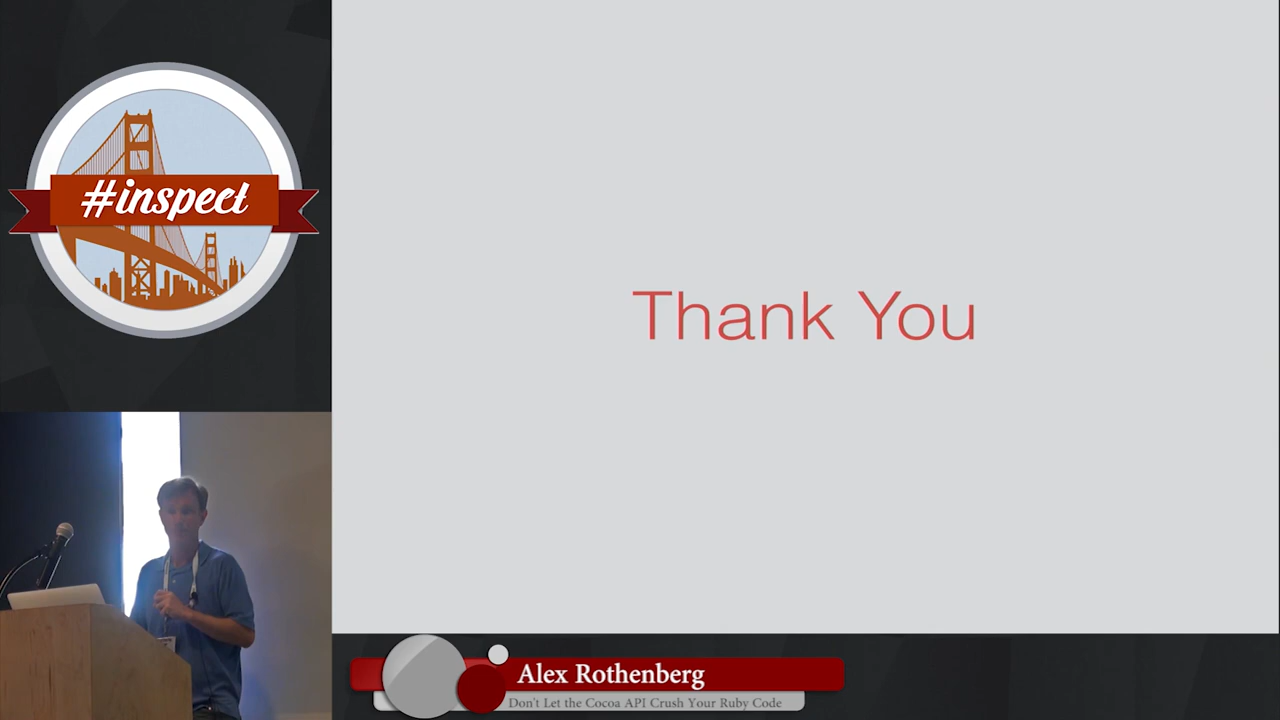 #inspect
Thank You
Alex Rothenberg
Don't Let the Cocoa API Crush Your Ruby Code